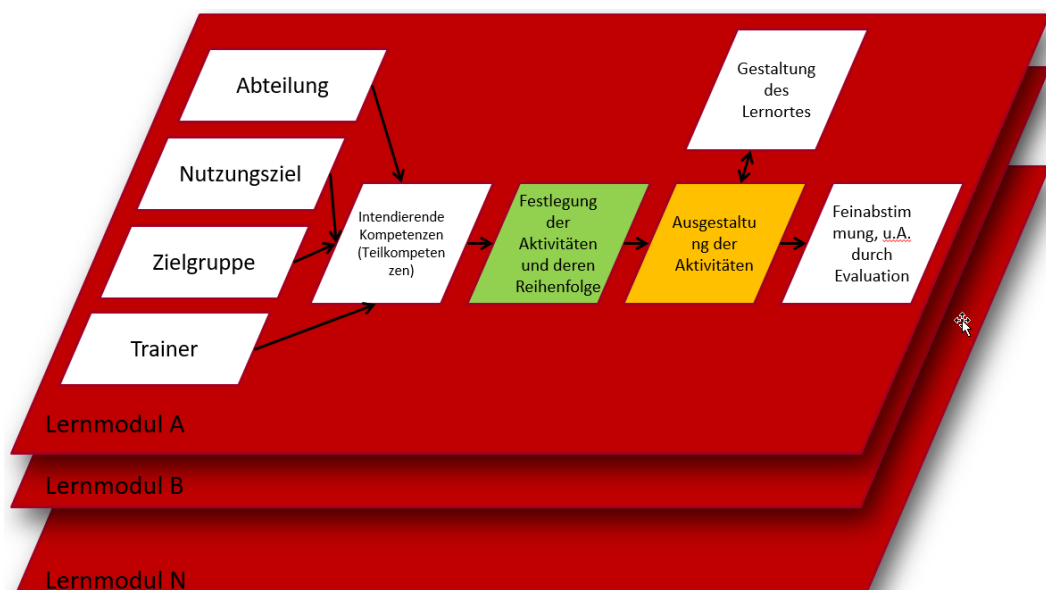 Abteilung
Nutzungsziel
Zielgruppe
Trainer
Intendierende
Kompetenzen
(Teilkompeten
zen)
Festlegung
der
Aktivitäten
und deren
Reihenfolge
Ausgestaltu
ng der
Aktivitäten
Gestaltung
des
Lernortes
Feinabstim
mung, u.A.
durch
Evaluation
Lernmodul A
Lernmodul B
Lernmodul N